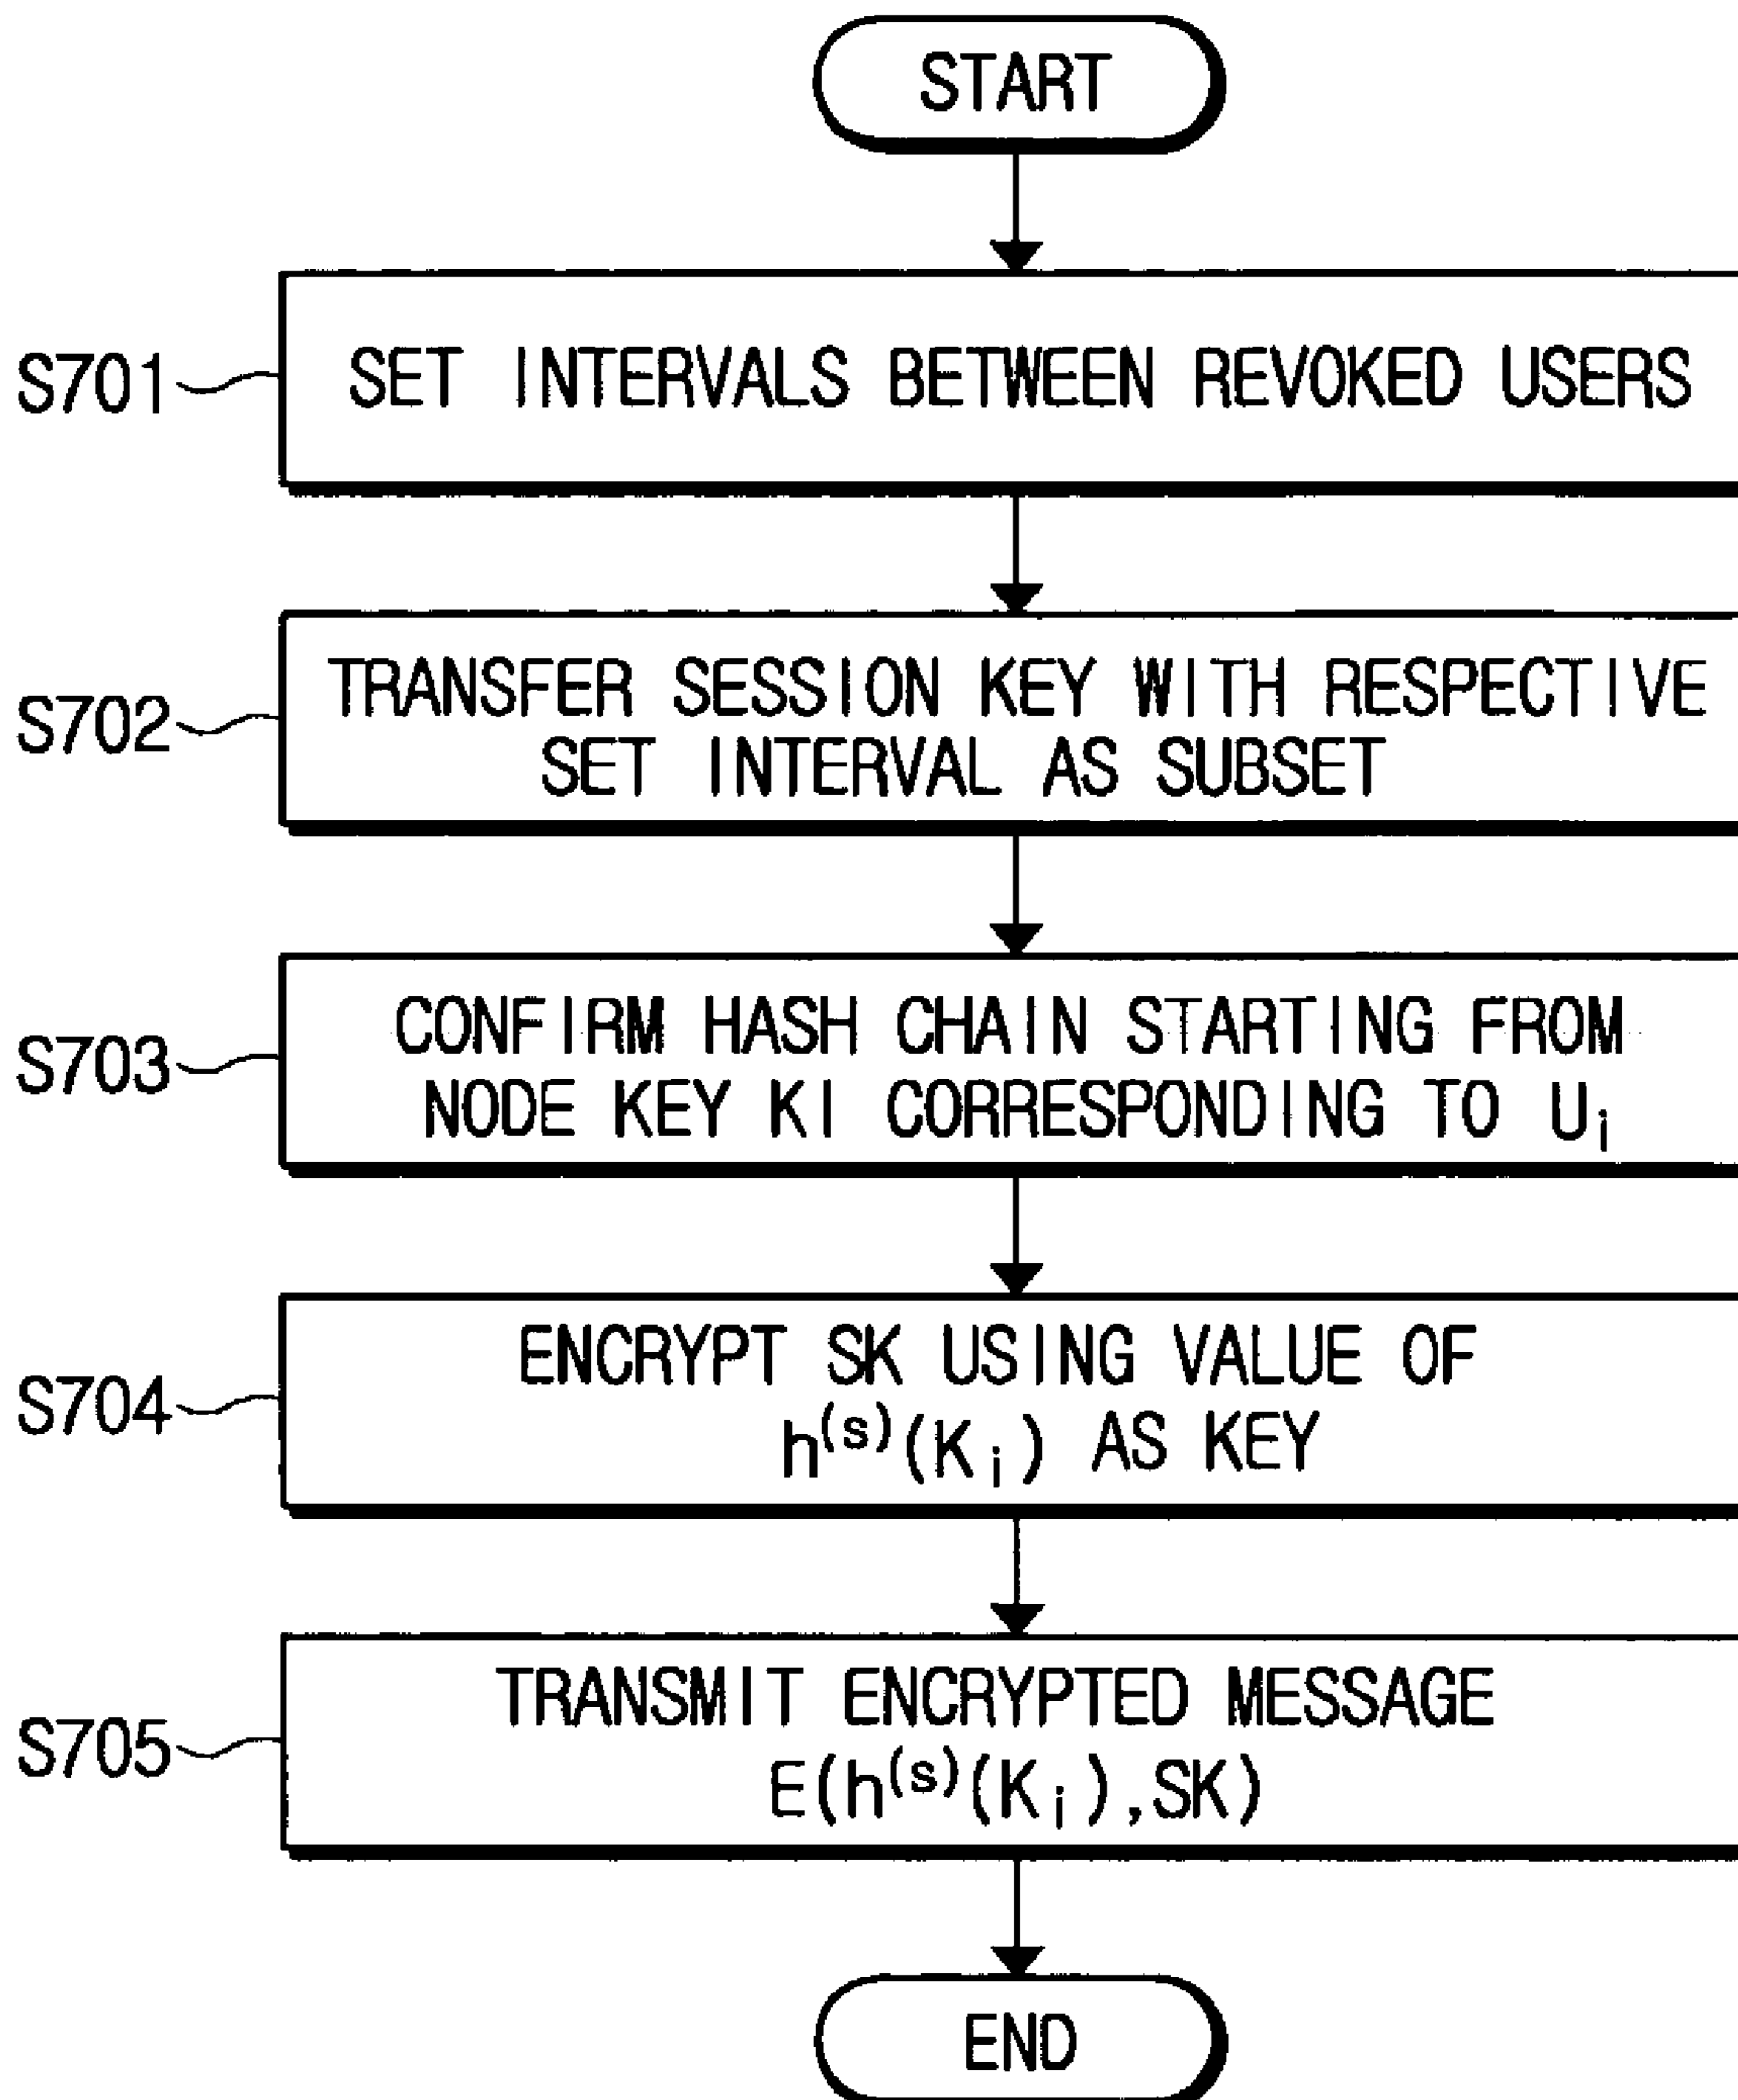 START
S701
SET INTERVALS BETWEEN REVOKED USERS
S702
TRANSFER SESSION KEY WITH RESPECTIVE
SET INTERVAL AS SUBSET
S703
CONFIRM HASH CHAIN STARTING FROM
NODE KEY KI CORRESPONDING TO Uᵢ
S704
ENCRYPT SK USING VALUE OF
h⁽ˢ⁾(Kᵢ) AS KEY
S705
TRANSMIT ENCRYPTED MESSAGE
E(h⁽ˢ⁾(Kᵢ),SK)
END